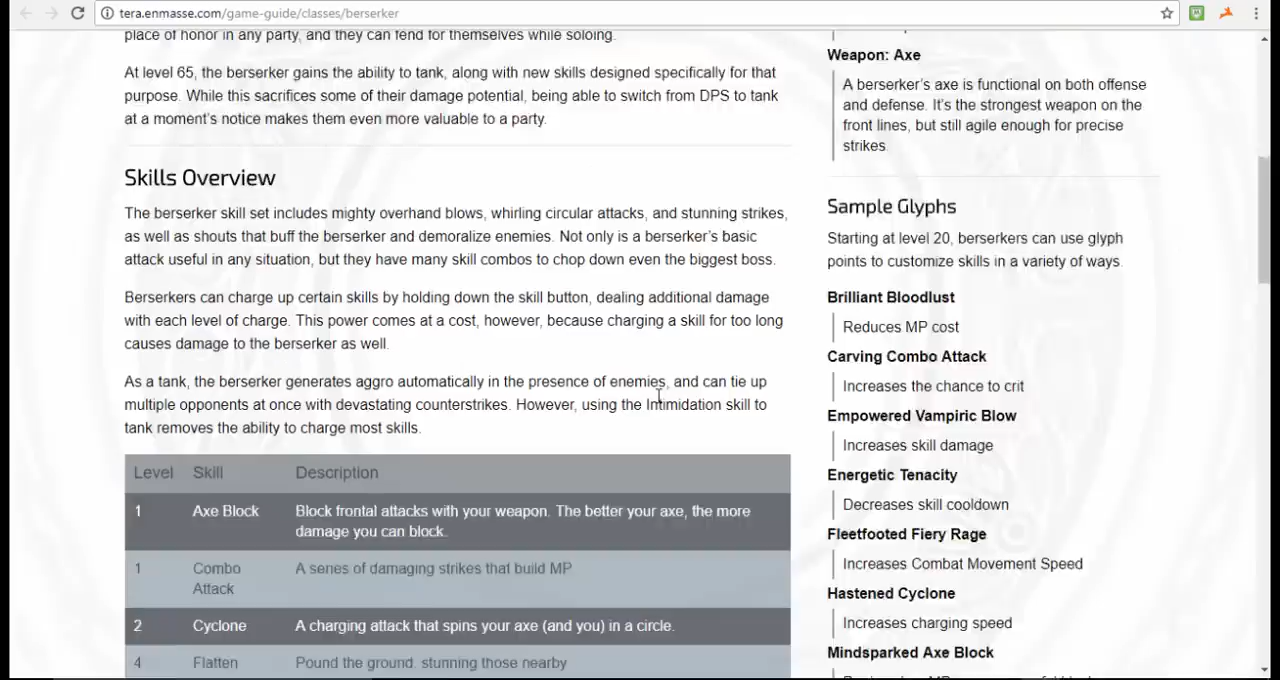 tera.enmasse.com/game-guide/classes/berserker
place of honor in any party, and they can fend for themselves while soloing.
At level 65, the berserker gains the ability to tank, along with new skills designed specifically for that
purpose. While this sacrifices some of their damage potential, being able to switch from DPS to tank
at a moment's notice makes them even more valuable to a party.
Skills Overview
The berserker skill set includes mighty overhand blows, whirling circular attacks, and stunning strikes,
as well as shouts that buff the berserker and demoralize enemies. Not only is a berserker's basic
attack useful in any situation, but they have many skill combos to chop down even the biggest boss.
Berserkers can charge up certain skills by holding down the skill button, dealing additional damage
with each level of charge. This power comes at a cost, however, because charging a skill for too long
causes damage to the berserker as well.
As a tank, the berserker generates aggro automatically in the presence of enemies, and can tie up
multiple opponents at once with devastating counterstrikes. However, using the Intimidation skill to
tank removes the ability to charge most skills.
Level Skill Description
1 Axe Block Block frontal attacks with your weapon. The better your axe, the more
damage you can block.
1 Combo A series of damaging strikes that build MP
Attack
2 Cyclone A charging attack that spins your axe (and you) in a circle.
4 Flatten Pound the ground, stunning those nearby
Weapon: Axe
A berserker's axe is functional on both offense
and defense. It's the strongest weapon on the
front lines, but still agile enough for precise
strikes.
Sample Glyphs
Starting at level 20, berserkers can use glyph
points to customize skills in a variety of ways.
Brilliant Bloodlust
Reduces MP cost
Carving Combo Attack
Increases the chance to crit
Empowered Vampiric Blow
Increases skill damage
Energetic Tenacity
Decreases skill cooldown
Fleetfooted Fiery Rage
Increases Combat Movement Speed
Hastened Cyclone
Increases charging speed
Mindsparked Axe Block